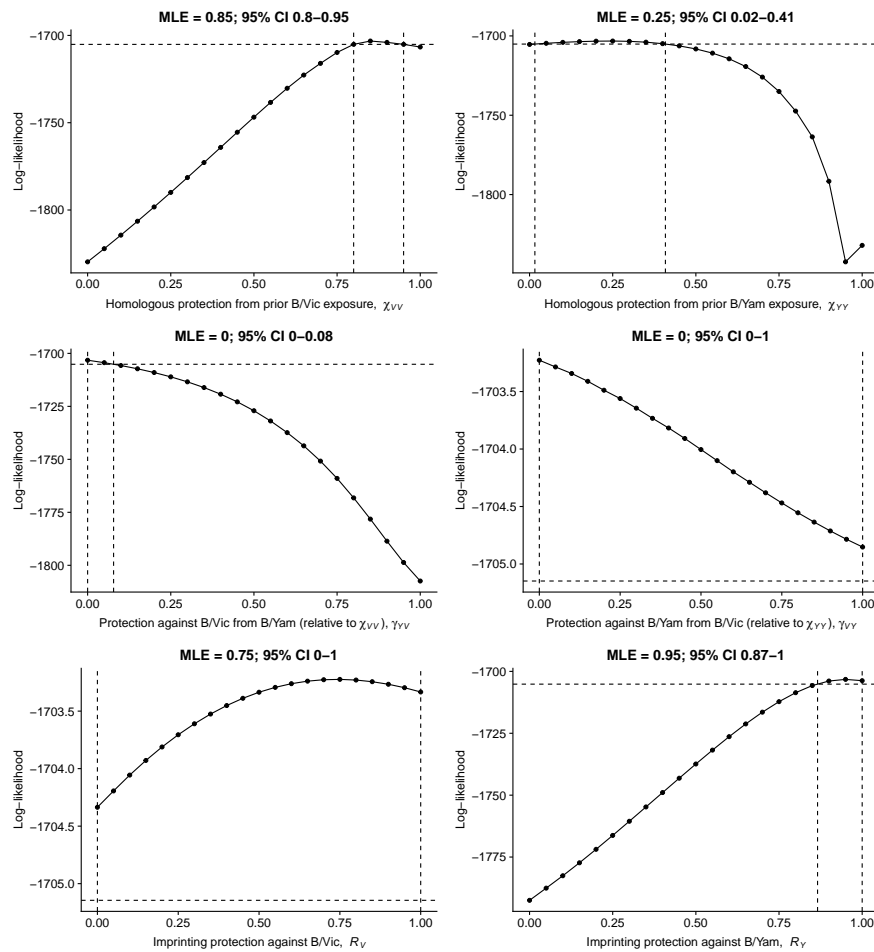 MLE = 0.85; 95% CI 0.8–0.95
−1700
−1750
−1800
Log−likelihood
0.00 0.25 0.50 0.75 1.00
Homologous protection from prior B/Vic exposure, χVV
MLE = 0.25; 95% CI 0.02–0.41
−1700
−1750
−1800
Log−likelihood
0.00 0.25 0.50 0.75 1.00
Homologous protection from prior B/Yam exposure, χYY
MLE = 0; 95% CI 0–0.08
−1700
−1725
−1750
−1775
−1800
Log−likelihood
0.00 0.25 0.50 0.75 1.00
Protection against B/Vic from B/Yam (relative to χVV), γYV
MLE = 0; 95% CI 0–1
−1703.5
−1704.0
−1704.5
−1705.0
Log−likelihood
0.00 0.25 0.50 0.75 1.00
Protection against B/Yam from B/Vic (relative to χYY), γVY
MLE = 0.75; 95% CI 0–1
−1703.5
−1704.0
−1704.5
−1705.0
Log−likelihood
0.00 0.25 0.50 0.75 1.00
Imprinting protection against B/Vic, RV
MLE = 0.95; 95% CI 0.87–1
−1700
−1725
−1750
−1775
Log−likelihood
0.00 0.25 0.50 0.75 1.00
Imprinting protection against B/Yam, RY